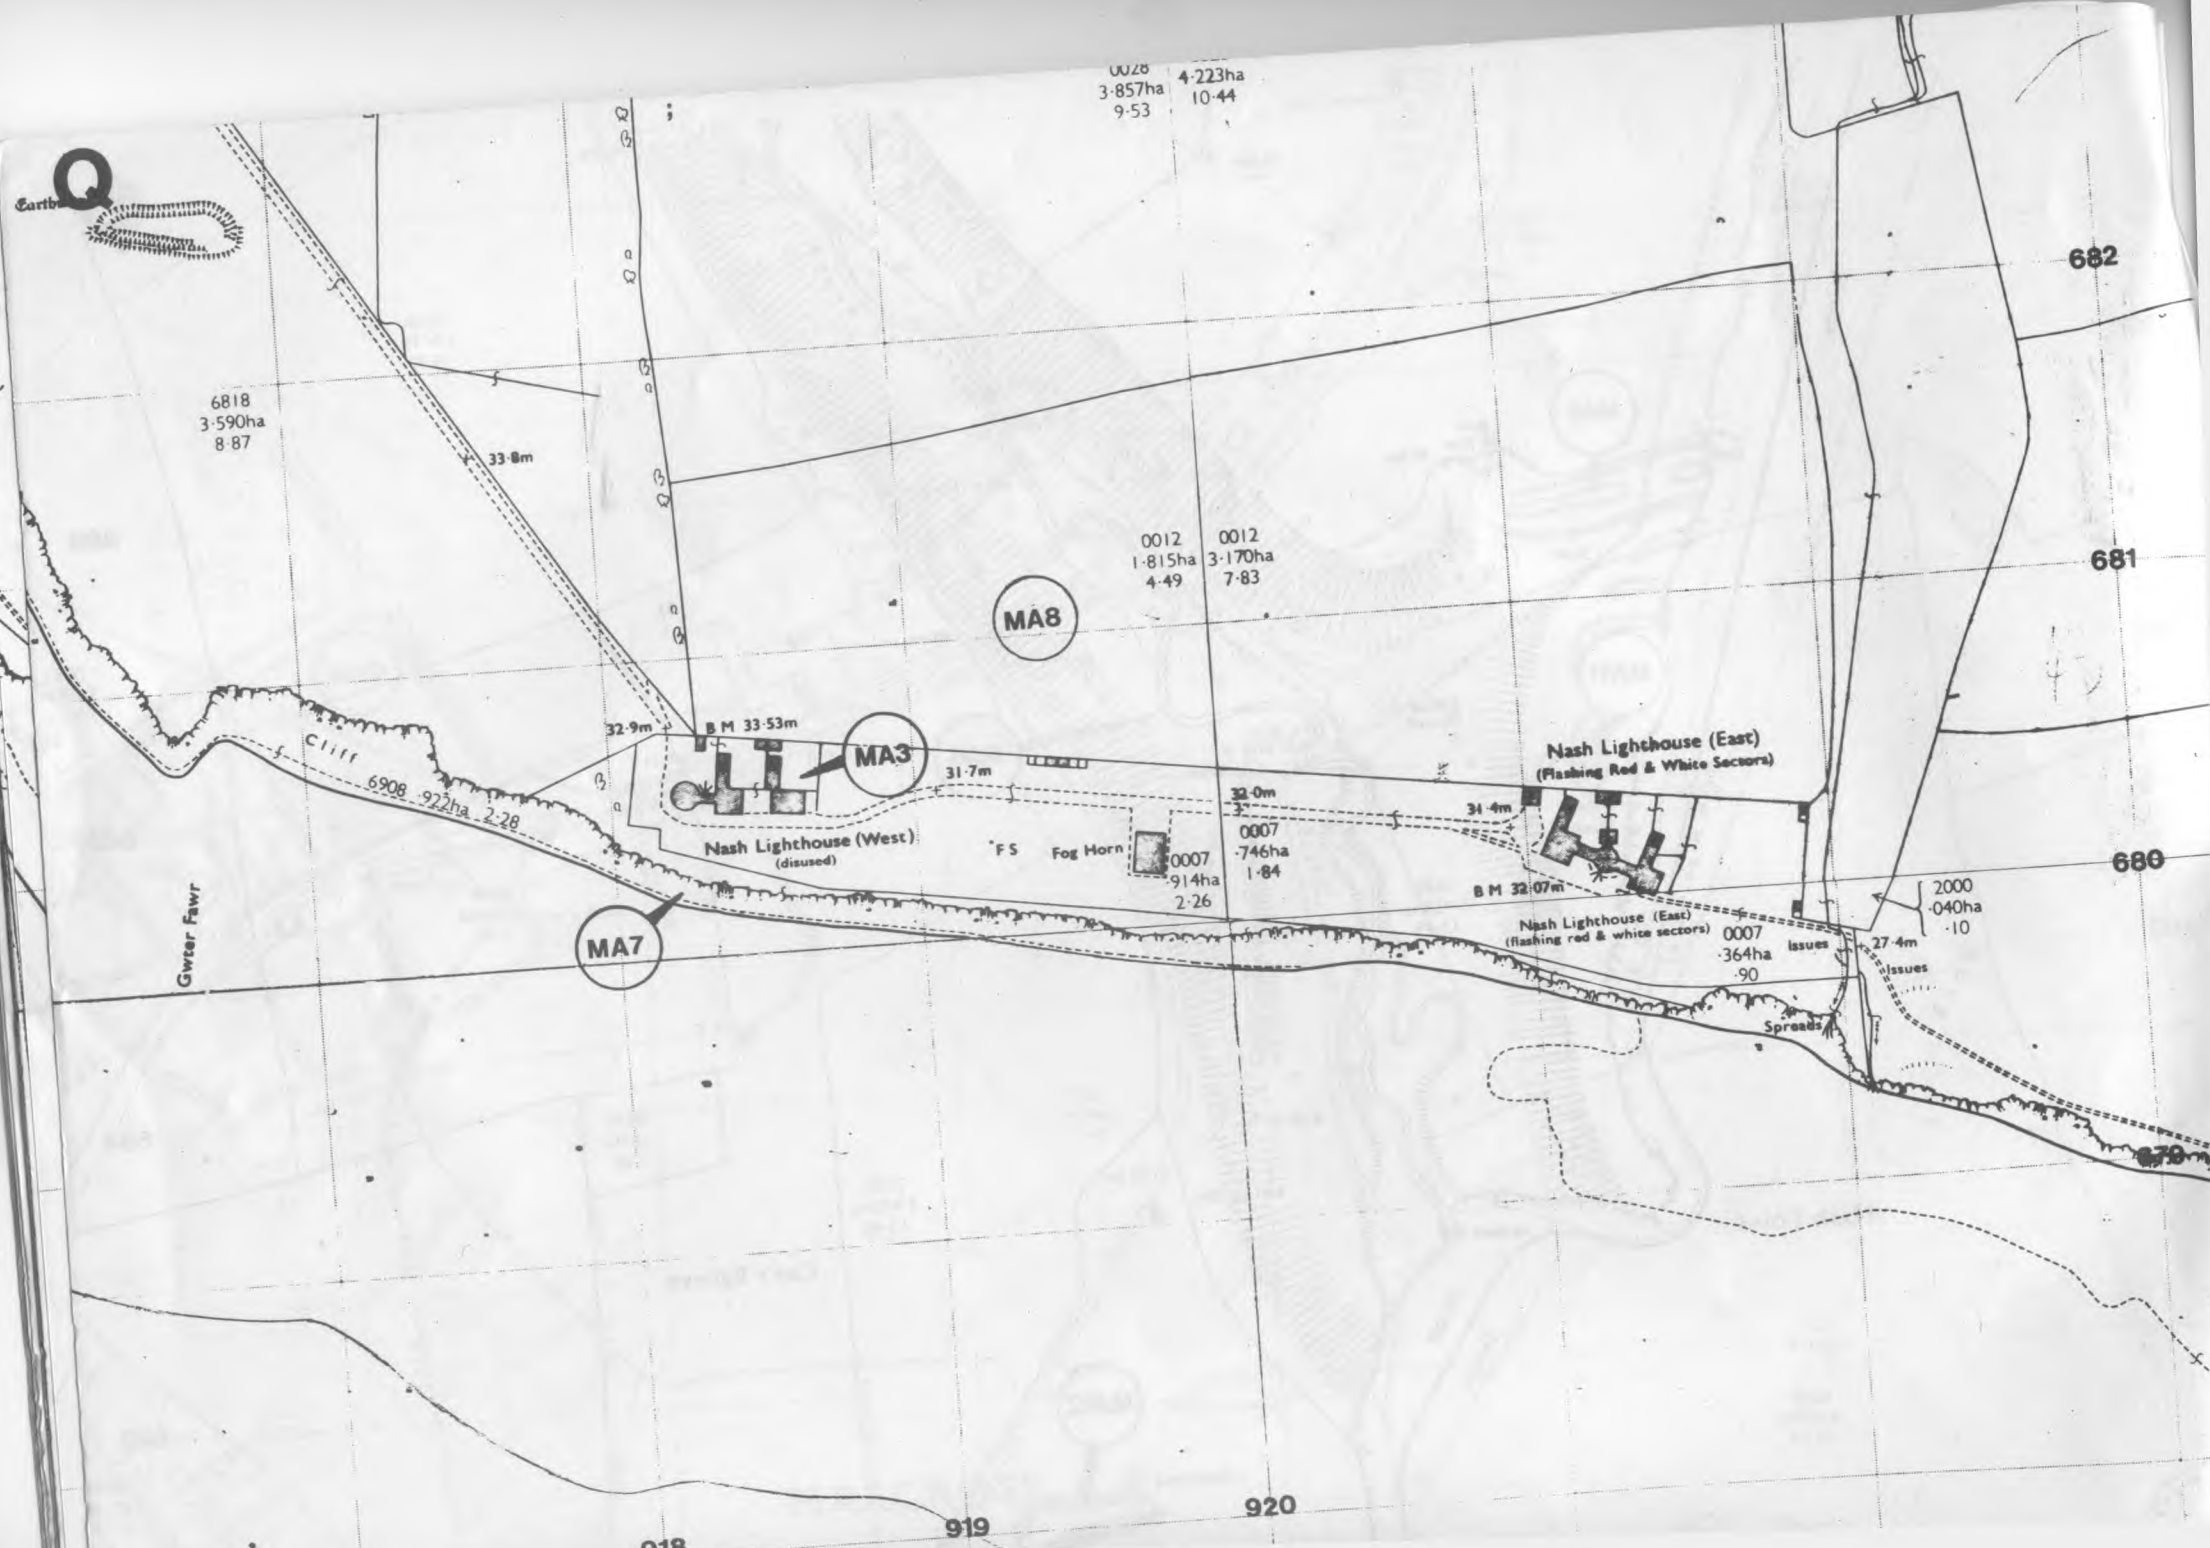 0028
3·857ha
9·53
4·223ha
10·44
Q
682
6818
3·590ha
8·87
33·8m
0012
1·815ha
4·49
0012
3·170ha
7·83
681
MA8
32·9m
B M 33·53m
MA3
31·7m
Nash Lighthouse (East)
(Flashing Red & White Sectors)
Cliff
6908 ·922ha 2·28
Nash Lighthouse (West)
(disused)
F S
Fog Horn
32·0m
31·4m
0007
·914ha
2·26
0007
·746ha
1·84
680
B M 32·07m
Nash Lighthouse (East)
(flashing red & white sectors)
0007
·364ha
·90
Issues
2000
·040ha
·10
27·4m
Issues
Gwter Fawr
MA7
Spreads
679
920
919
918